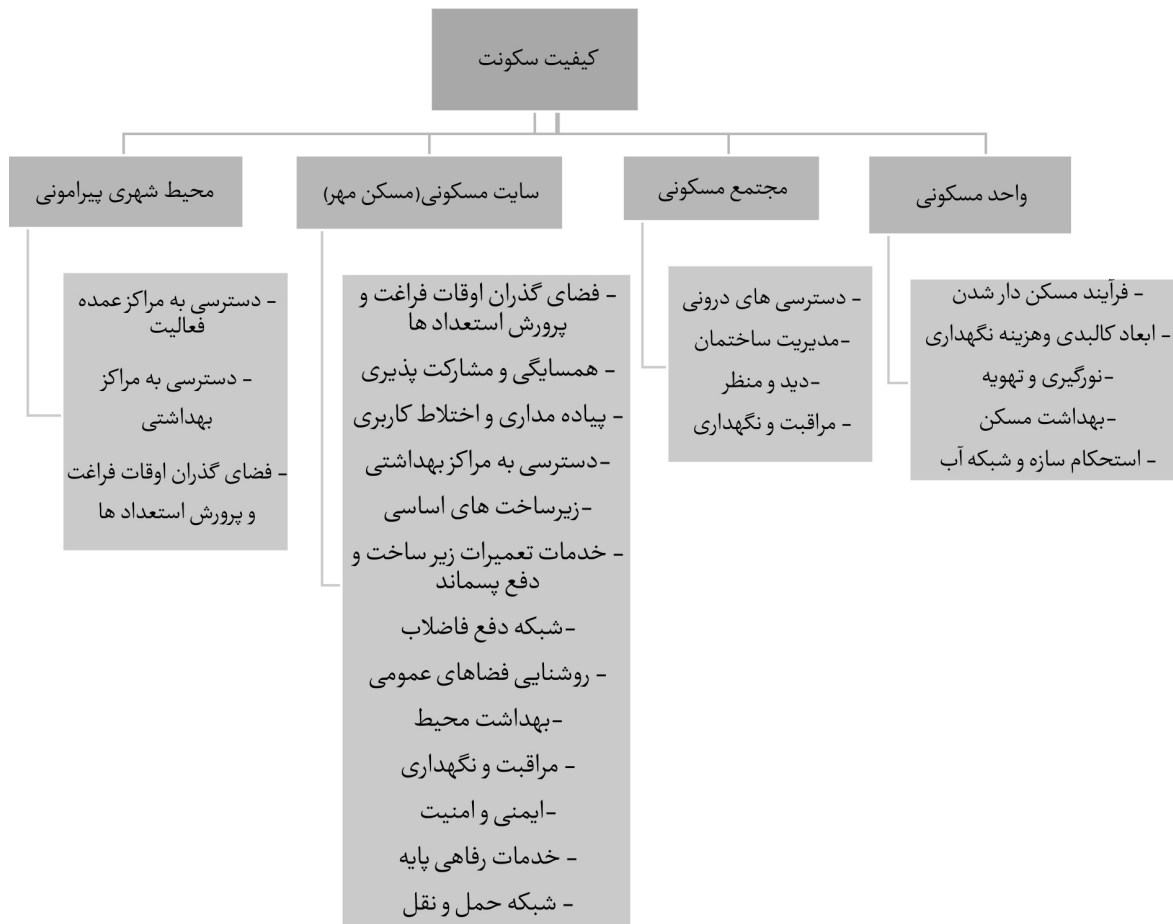 کیفیت سکونت
واحد مسکونی
- فرآیند مسکن دار شدن
- ابعاد کالبدی وهزینه نگهداری
-نورگیری و تهویه
-بهداشت مسکن
- استحکام سازه و شبکه آب
مجتمع مسکونی
- دسترسی های درونی
-مدیریت ساختمان
-دید و منظر
- مراقبت و نگهداری
سایت مسکونی(مسکن مهر)
- فضای گذران اوقات فراغت و
پرورش استعداد ها
- همسایگی و مشارکت پذیری
- پیاده مداری و اختلاط کاربری
-دسترسی به مراکز بهداشتی
-زیرساخت های اساسی
- خدمات تعمیرات زیر ساخت و
دفع پسماند
-شبکه دفع فاضلاب
- روشنایی فضاهای عمومی
-بهداشت محیط
- مراقبت و نگهداری
-ایمنی و امنیت
- خدمات رفاهی پایه
- شبکه حمل و نقل
محیط شهری پیرامونی
- دسترسی به مراکز عمده
فعالیت
- دسترسی به مراکز
بهداشتی
- فضای گذران اوقات فراغت
و پرورش استعداد ها